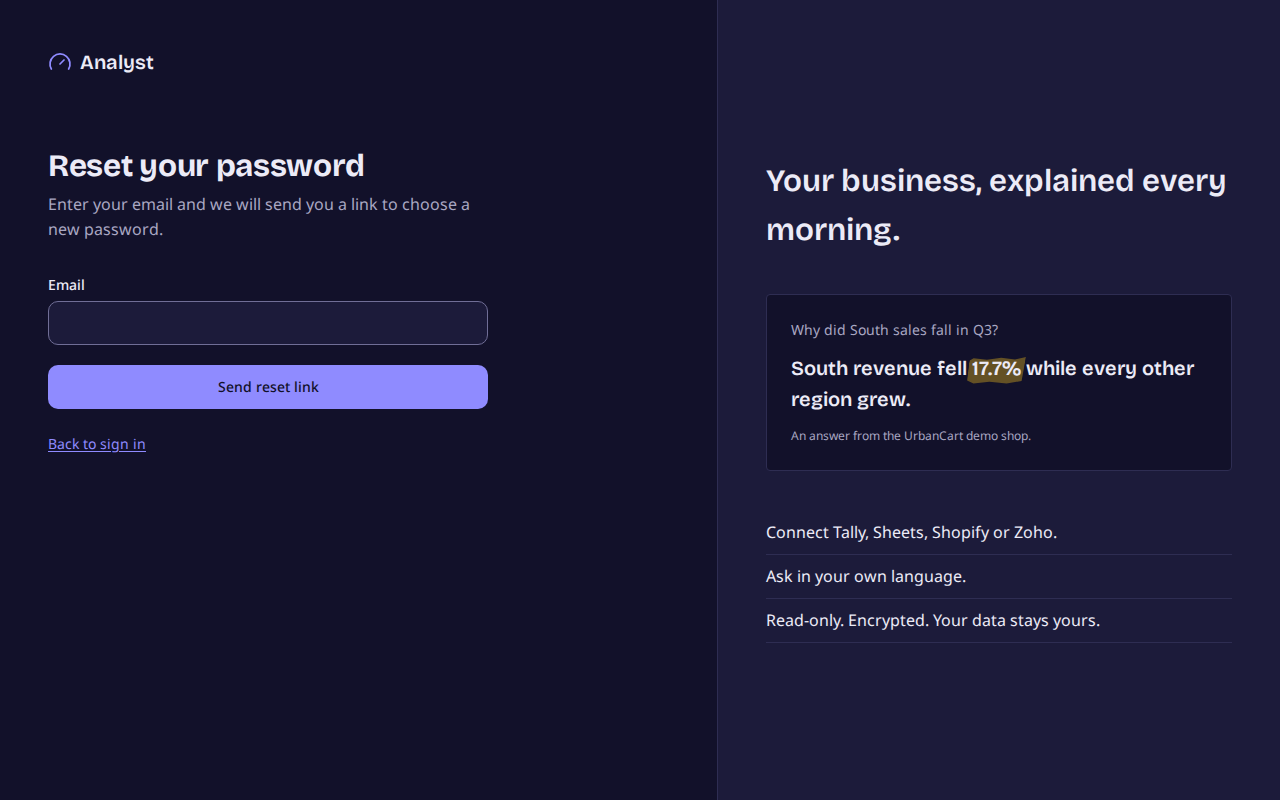 Analyst
Reset your password
Enter your email and we will send you a link to choose a
new password.
Email
Send reset link
Back to sign in
Your business, explained every
morning.
Why did South sales fall in Q3?
South revenue fell 17.7% while every other
region grew.
An answer from the UrbanCart demo shop.
Connect Tally, Sheets, Shopify or Zoho.
Ask in your own language.
Read-only. Encrypted. Your data stays yours.